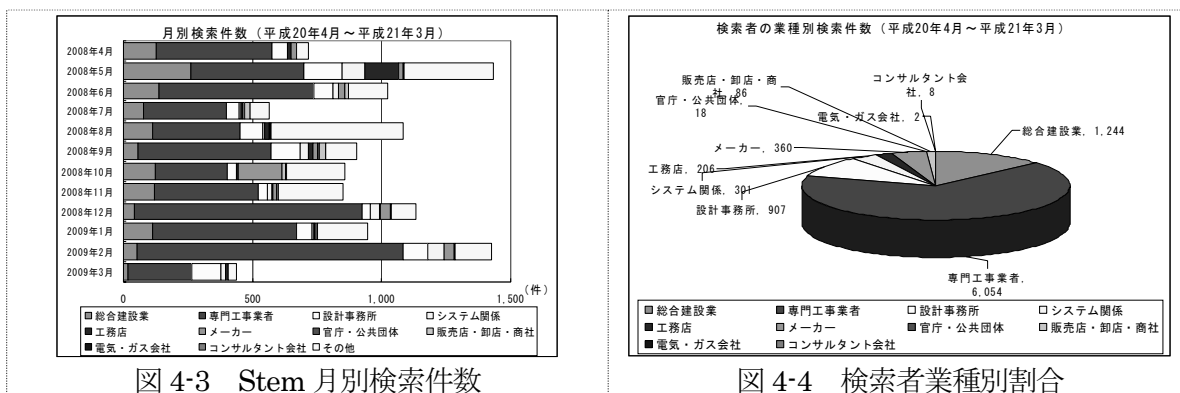 月別検索件数（平成20年4月～平成21年3月）
2008年4月
2008年5月
2008年6月
2008年7月
2008年8月
2008年9月
2008年10月
2008年11月
2008年12月
2009年1月
2009年2月
2009年3月
0 500 1,000 1,500
（件）
総合建設業 専門工事業者 設計事務所 システム関係
工務店 メーカー 官庁・公共団体 販売店・卸店・商社
電気・ガス会社 コンサルタント会社 その他
図 4-3 Stem 月別検索件数
検索者の業種別検索件数（平成20年4月～平成21年3月）
販売店・卸店・商社, 86
コンサルタント会社, 8
官庁・公共団体, 18
電気・ガス会社, 2
総合建設業, 1,244
メーカー, 360
工務店, 206
システム関係, 301
設計事務所, 907
専門工事業者, 6,054
総合建設業 専門工事業者 設計事務所 システム関係
工務店 メーカー 官庁・公共団体 販売店・卸店・商社
電気・ガス会社 コンサルタント会社
図 4-4 検索者業種別割合